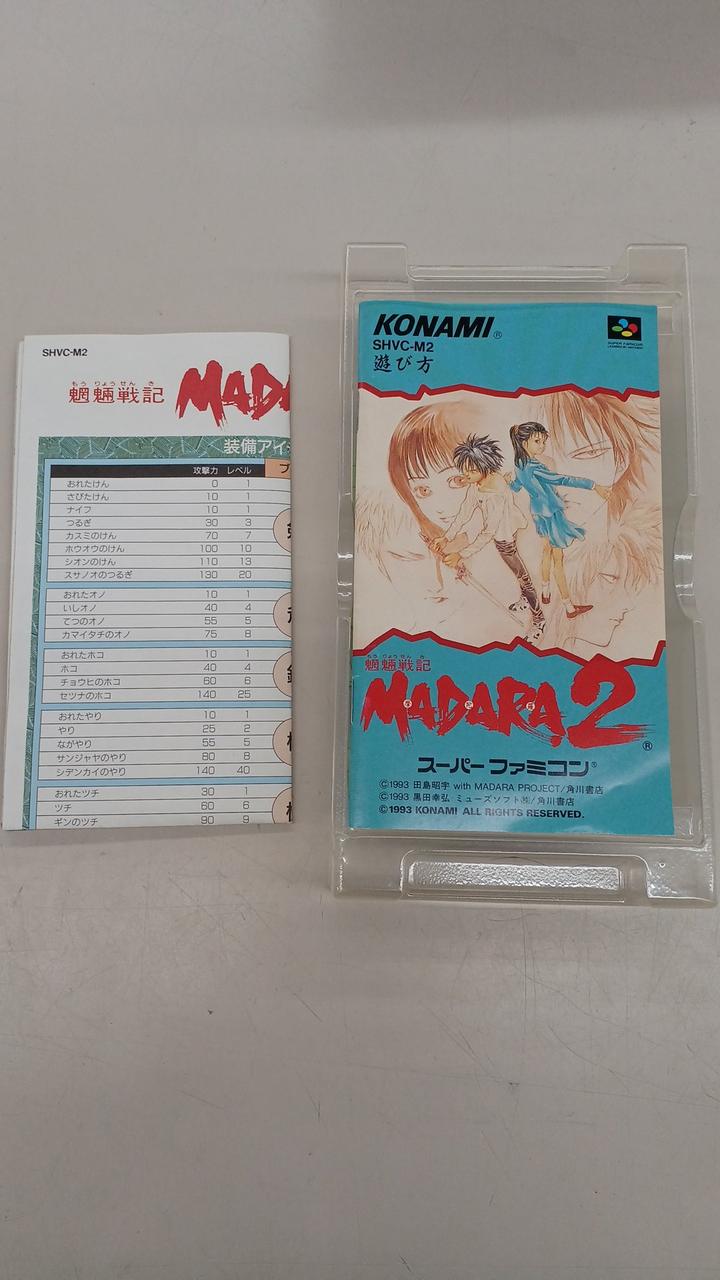 SHVC-M2
もうりょうせんき
魍魎戦記 MADA
装備アイ
攻撃力 レベル
おれたけん 0 1
さびたけん 10 1
ナイフ 10 1
つるぎ 30 3
カスミのけん 70 7
ホウオウのけん 100 10
シオンのけん 110 13
スサノオのつるぎ 130 20
おれたオノ 10 1
いしオノ 40 4
てつのオノ 55 5
カマイタチのオノ 75 8
おれたホコ 10 1
ホコ 40 4
チョウヒのホコ 60 6
セツナのホコ 140 25
おれたやり 10 1
やり 25 2
ながやり 55 5
サンジャヤのやり 80 8
シデンカイのやり 140 40
おれたツチ 30 1
ツチ 60 6
ギンのツチ 90 9
KONAMI®
SHVC-M2
遊び方
SUPER FAMICOM
もうりょうせんき
魍魎戦記
MADARA2®
スーパーファミコン®
©1993 田島昭宇 with MADARA PROJECT/角川書店
©1993 黒田幸弘 ミューズソフト㈱/角川書店
©1993 KONAMI ALL RIGHTS RESERVED.